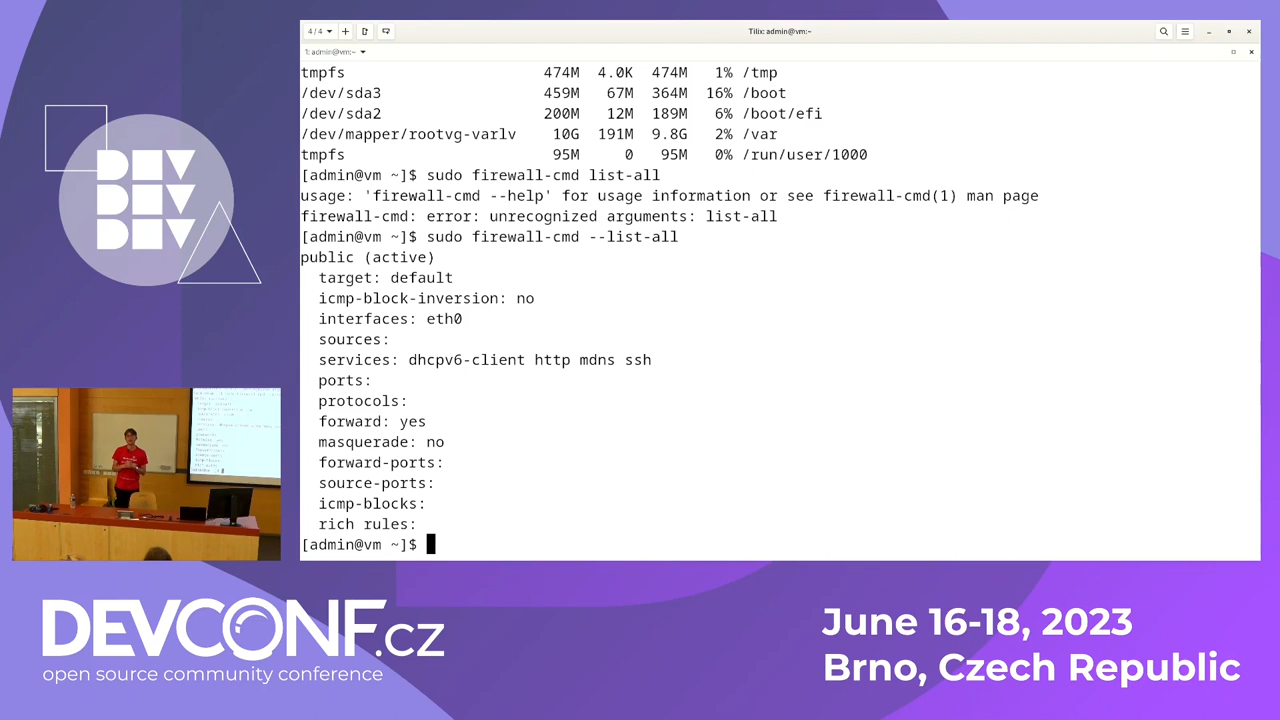 4 / 4
Tilix: admin@vm:~
1: admin@vm:~
tmpfs 474M 4.0K 474M 1% /tmp
/dev/sda3 459M 67M 364M 16% /boot
/dev/sda2 200M 12M 189M 6% /boot/efi
/dev/mapper/rootvg-varlv 10G 191M 9.8G 2% /var
tmpfs 95M 0 95M 0% /run/user/1000
[admin@vm ~]$ sudo firewall-cmd list-all
usage: 'firewall-cmd --help' for usage information or see firewall-cmd(1) man page
firewall-cmd: error: unrecognized arguments: list-all
[admin@vm ~]$ sudo firewall-cmd --list-all
public (active)
target: default
icmp-block-inversion: no
interfaces: eth0
sources:
services: dhcpv6-client http mdns ssh
ports:
protocols:
forward: yes
masquerade: no
forward-ports:
source-ports:
icmp-blocks:
rich rules:
[admin@vm ~]$
DEV
DEV
DEV
DEVCONF.cz
open source community conference
June 16-18, 2023
Brno, Czech Republic